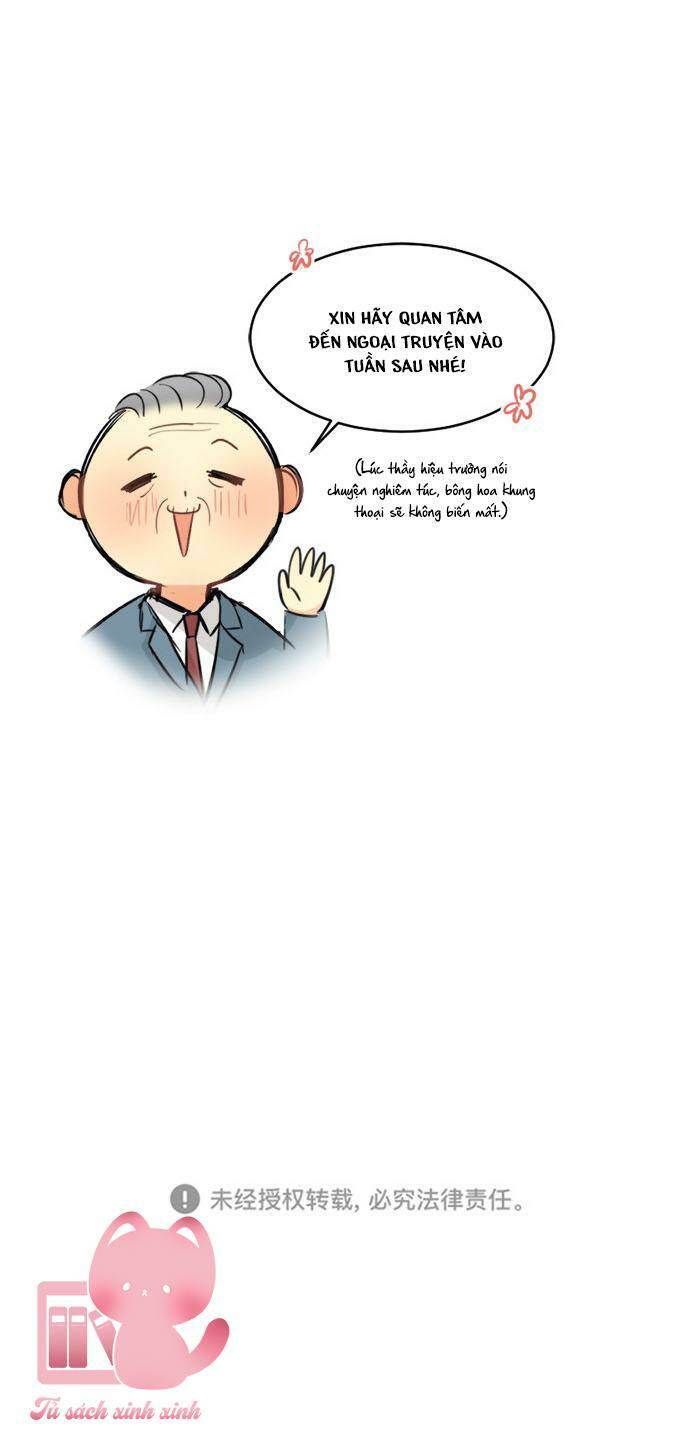 XIN HÃY QUAN TÂM
ĐẾN NGOẠI TRUYỆN VÀO
TUẦN SAU NHÉ!
(Lúc thầy hiệu trưởng nói
chuyện nghiêm túc, bông hoa khung
thoại sẽ không biến mất.)
未经授权转载, 必究法律责任。
Tủ sách xinh xinh